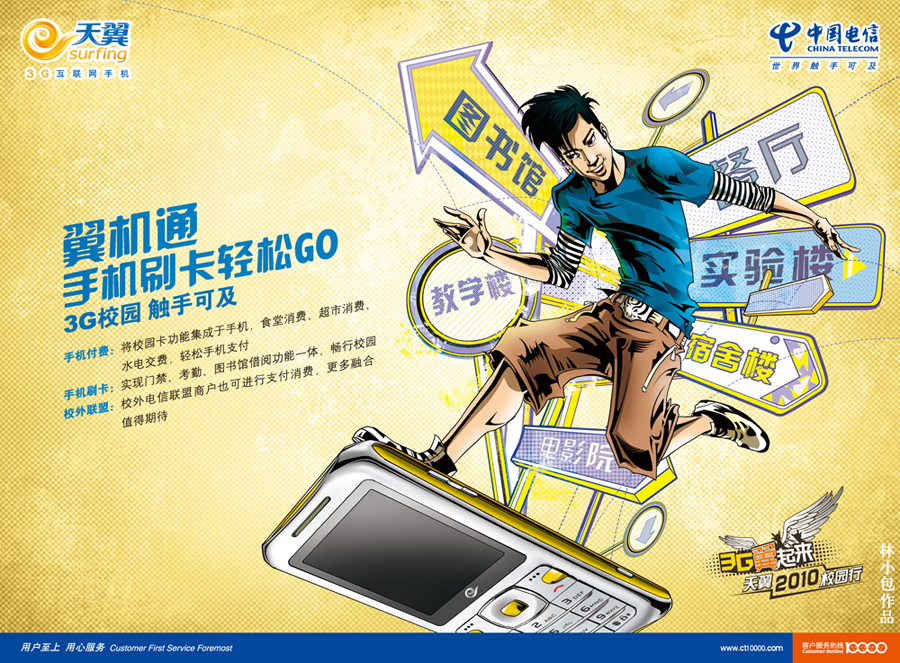 天翼
surfing
3G互联网手机
中国电信
CHINA TELECOM
世界触手可及
图书馆
餐厅
实验楼
教学楼
宿舍楼
电影院
翼机通
手机刷卡轻松GO
3G校园 触手可及
手机付费：将校园卡功能集成于手机，食堂消费、超市消费、
水电交费，轻松手机支付
手机刷卡：实现门禁、考勤、图书馆借阅功能一体，畅行校园
校外联盟：校外电信联盟商户也可进行支付消费，更多融合
值得期待
2 ABC
3 DEF
6 MNO
3G翼起来
天翼2010校园行
林小包作品
用户至上 用心服务 Customer First Service Foremost
www.ct10000.com
客户服务热线
Customer Hotline
10000